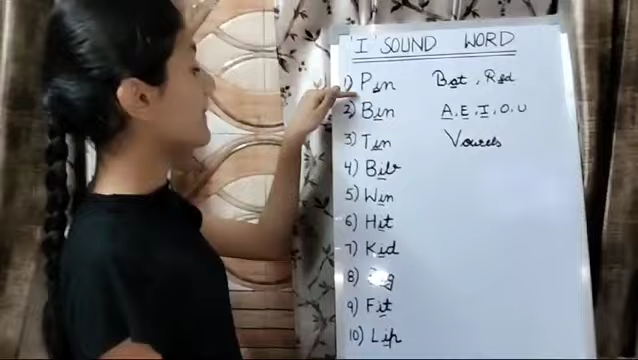 'I' SOUND WORD
1) Pin Bat, Red
2) Bin A, E, I, O, U
3) Tin Vowels
4) Bib
5) Win
6) Hit
7) Kid
8)
9) Fit
10) Lip